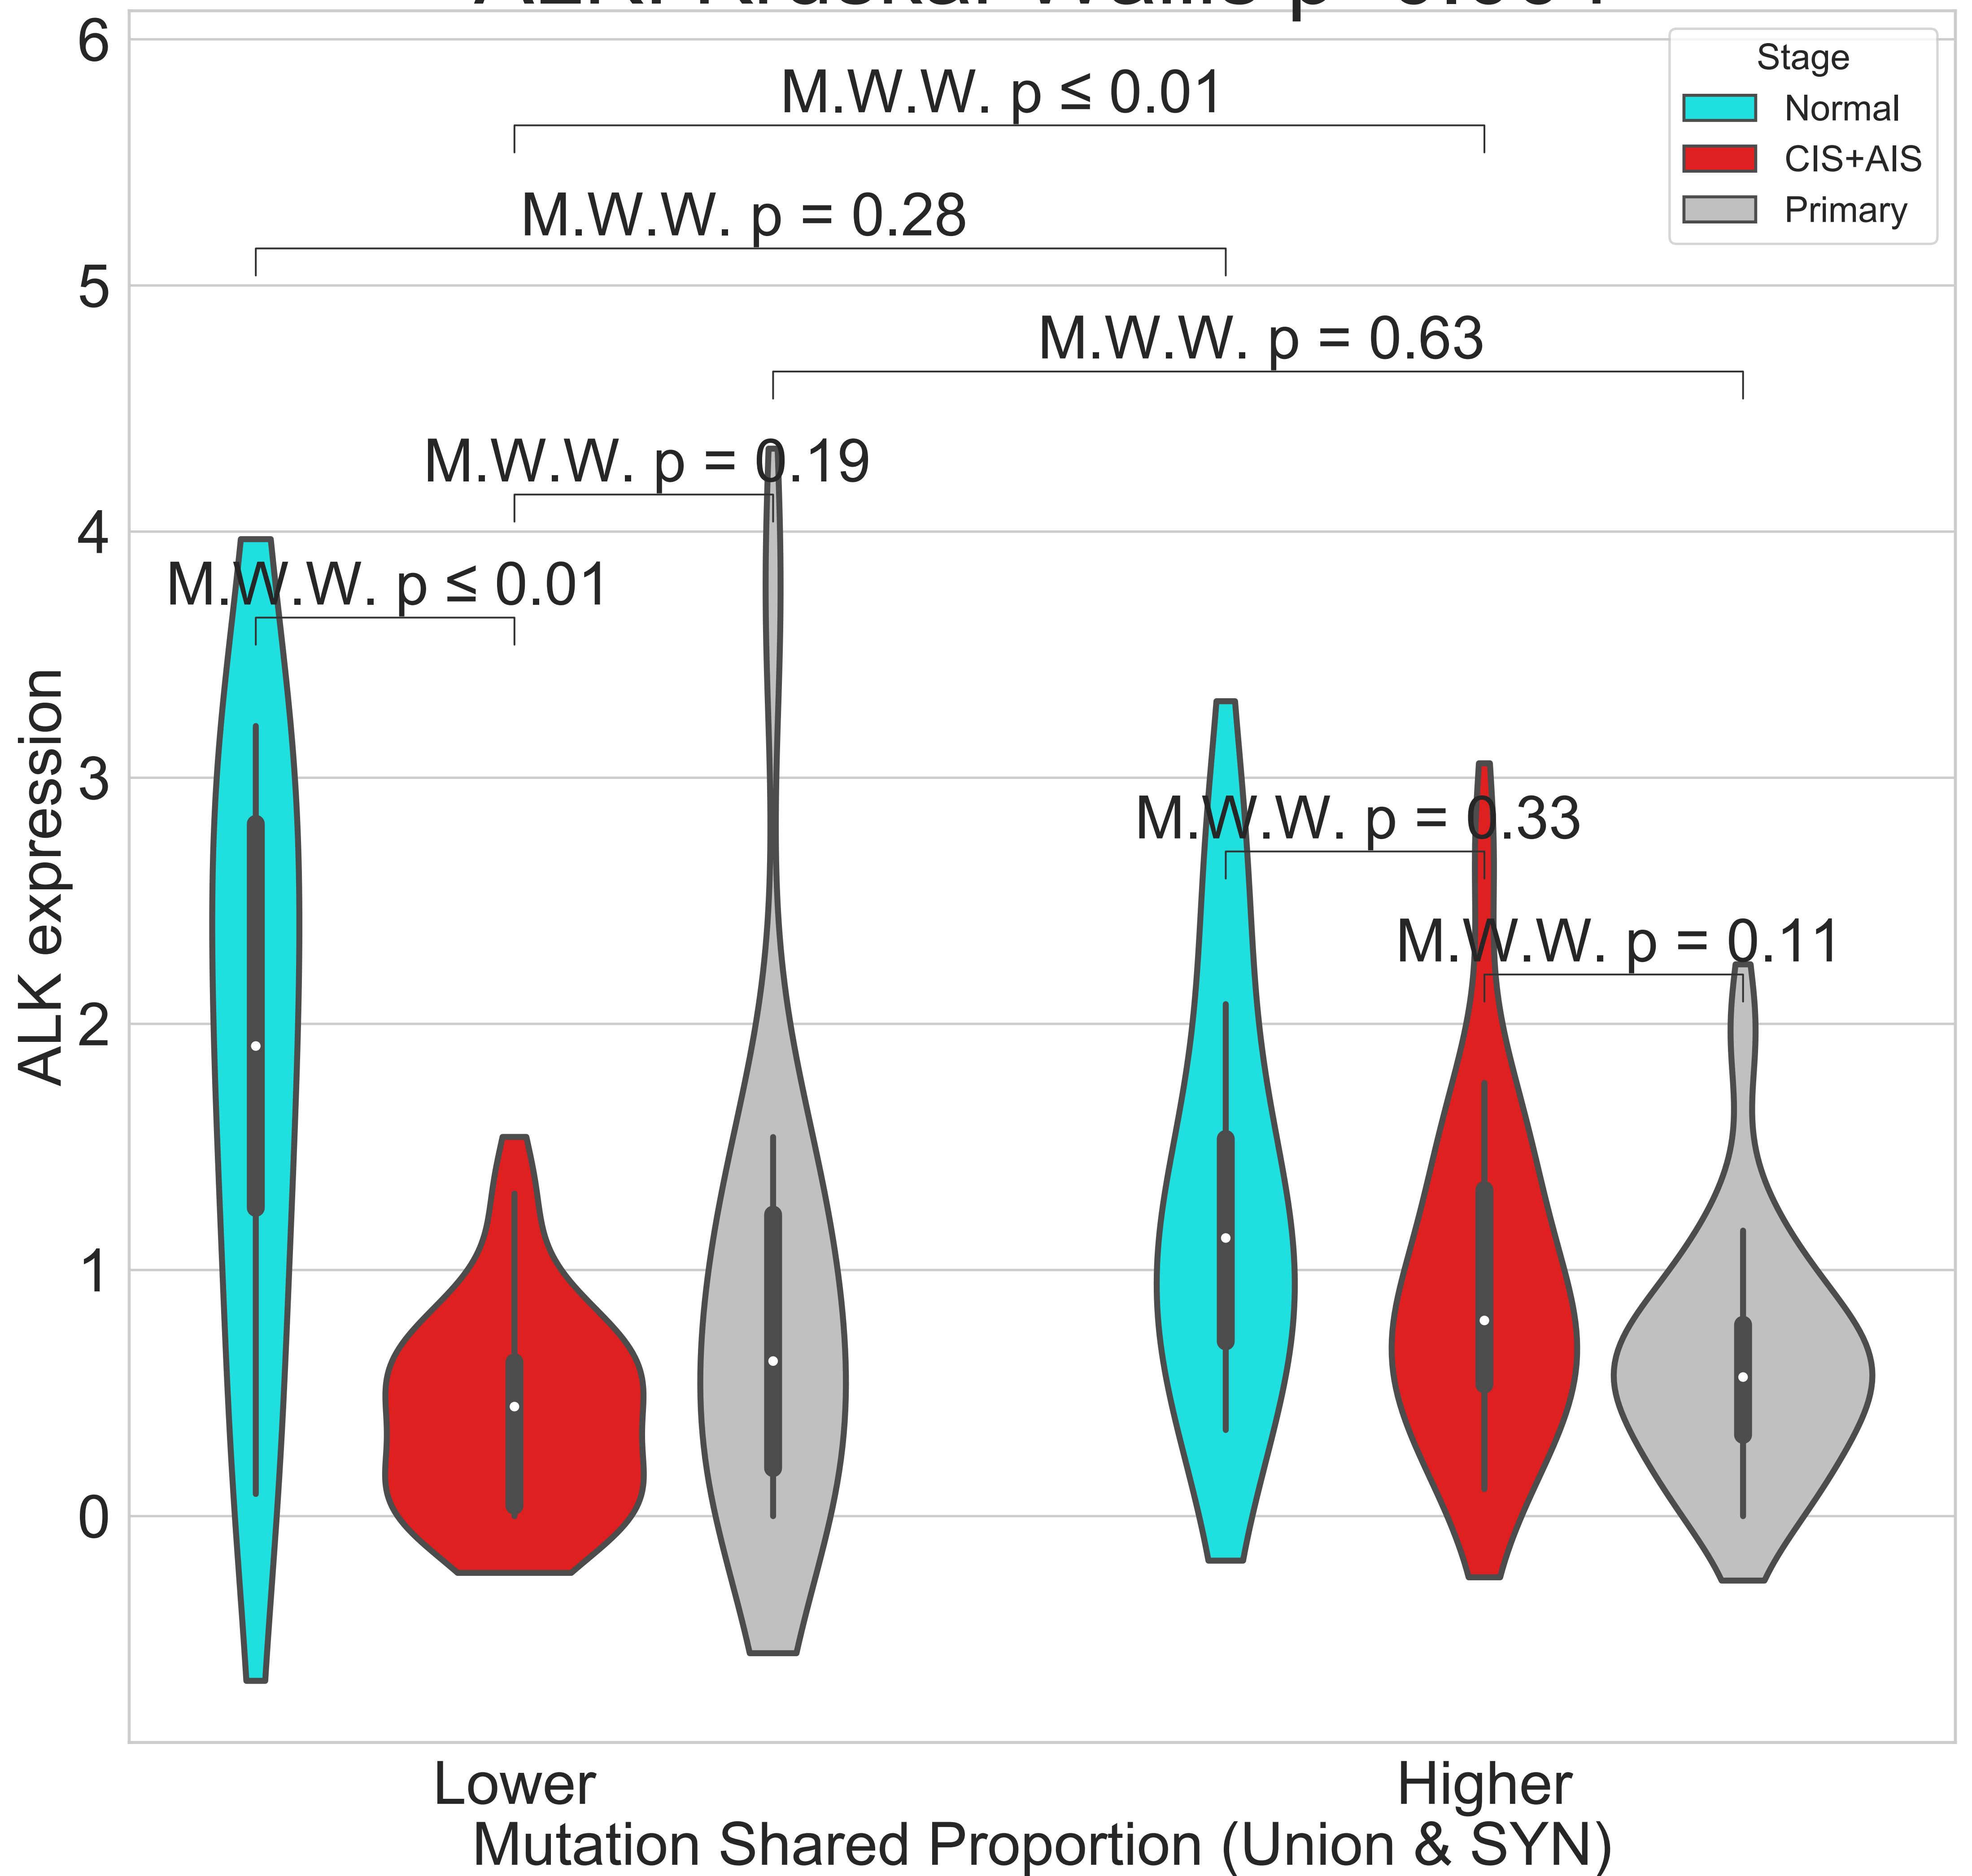 6
Stage
Normal
CIS+AIS
Primary
M.W.W. p ≤ 0.01
M.W.W. p = 0.28
5
M.W.W. p = 0.63
M.W.W. p = 0.19
4
M.W.W. p ≤ 0.01
ALK expression
3
M.W.W. p = 0.33
M.W.W. p = 0.11
2
1
0
Lower
Higher
Mutation Shared Proportion (Union & SYN)